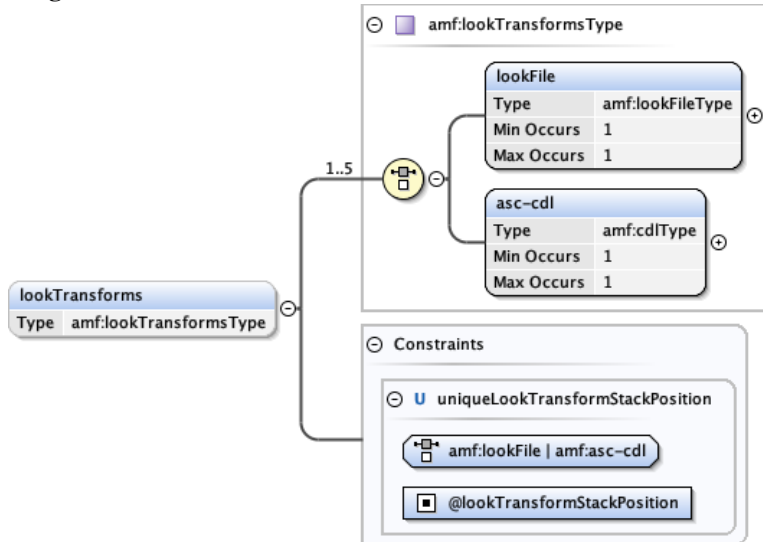 amf:lookTransformsType
lookFile
Type amf:lookFileType
Min Occurs 1
Max Occurs 1
1..5
asc-cdl
Type amf:cdlType
Min Occurs 1
Max Occurs 1
lookTransforms
Type amf:lookTransformsType
Constraints
U uniqueLookTransformStackPosition
amf:lookFile | amf:asc-cdl
@lookTransformStackPosition